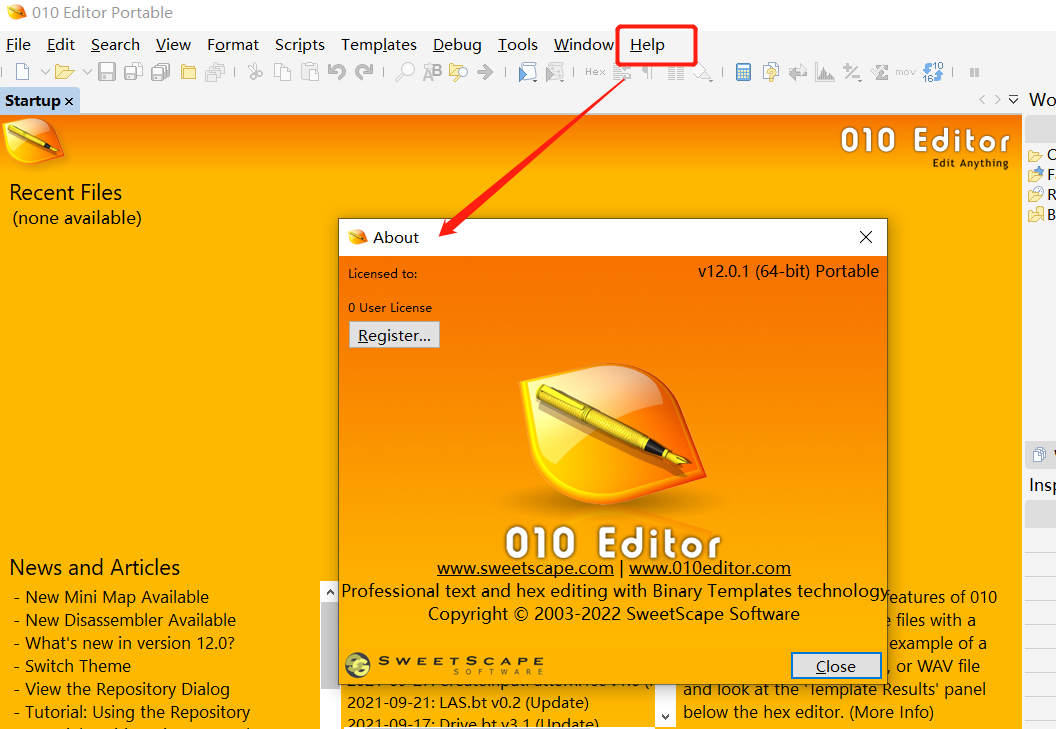 010 Editor Portable
File Edit Search View Format Scripts Templates Debug Tools Window Help
Hex
mov
Startup
Wo
010 Editor
Edit Anything
Recent Files
(none available)
About
Licensed to:
v12.0.1 (64-bit) Portable
0 User License
Register...
Insp
010 Editor
www.sweetscape.com | www.010editor.com
Professional text and hex editing with Binary Templates technology
Copyright © 2003-2022 SweetScape Software
SWEETSCAPE
SOFTWARE
Close
News and Articles
- New Mini Map Available
- New Disassembler Available
- What's new in version 12.0?
- Switch Theme
- View the Repository Dialog
- Tutorial: Using the Repository
2021-09-21: LAS.bt v0.2 (Update)
2021-09-17: Drive.bt v3.1 (Update)
eatures of 010
e files with a
example of a
, or WAV file
and look at the 'Template Results' panel
below the hex editor. (More Info)